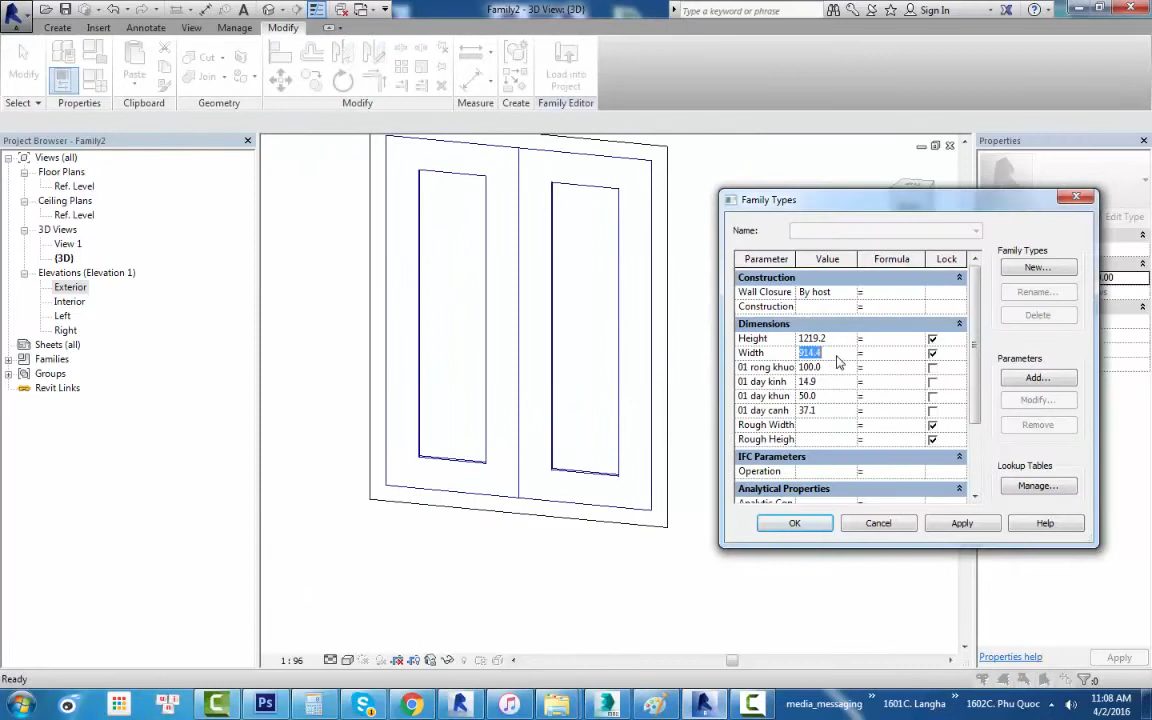 Family2 - 3D View: {3D}
Type a keyword or phrase
Sign In
Create Insert Annotate View Manage Modify
Modify
Paste
Cut
Join
Load into
Project
Select Properties Clipboard Geometry Modify Measure Create Family Editor
Project Browser - Family2
Views (all)
Floor Plans
Ref. Level
Ceiling Plans
Ref. Level
3D Views
View 1
{3D}
Elevations (Elevation 1)
Exterior
Interior
Left
Right
Sheets (all)
Families
Groups
Revit Links
Properties
Edit Type
Family Types
Name:
Parameter Value Formula Lock
Construction
Wall Closure By host =
Construction =
Dimensions
Height 1219.2 =
Width 914.4 =
01 rong khuo 100.0 =
01 day kinh 14.9 =
01 day khun 50.0 =
01 day canh 37.1 =
Rough Width =
Rough Heigh =
IFC Parameters
Operation =
Analytical Properties
Family Types
New...
Rename...
Delete
Parameters
Add...
Modify...
Remove
Lookup Tables
Manage...
OK Cancel Apply Help
1 : 96
Properties help
Apply
Ready
:0
media_messaging
1601C. Langha
1602C. Phu Quoc
11:08 AM
4/2/2016